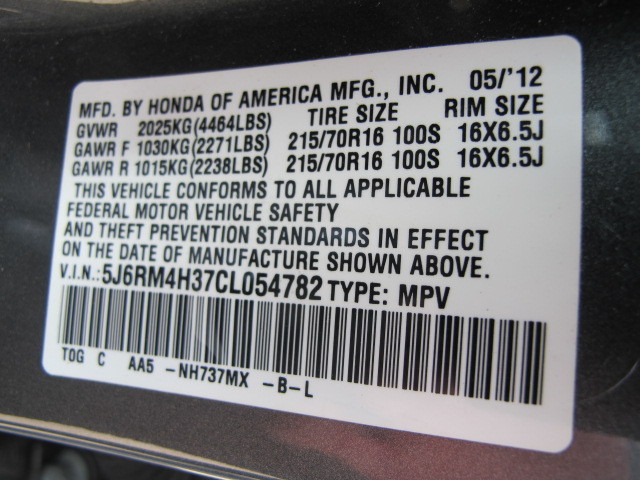 MFD. BY HONDA OF AMERICA MFG., INC. 05/'12
GVWR 2025KG(4464LBS) TIRE SIZE RIM SIZE
GAWR F 1030KG(2271LBS) 215/70R16 100S 16X6.5J
GAWR R 1015KG(2238LBS) 215/70R16 100S 16X6.5J
THIS VEHICLE CONFORMS TO ALL APPLICABLE
FEDERAL MOTOR VEHICLE SAFETY
AND THEFT PREVENTION STANDARDS IN EFFECT
ON THE DATE OF MANUFACTURE SHOWN ABOVE.
V.I.N.: 5J6RM4H37CL054782 TYPE: MPV
TOG C AA5 -NH737MX -B-L